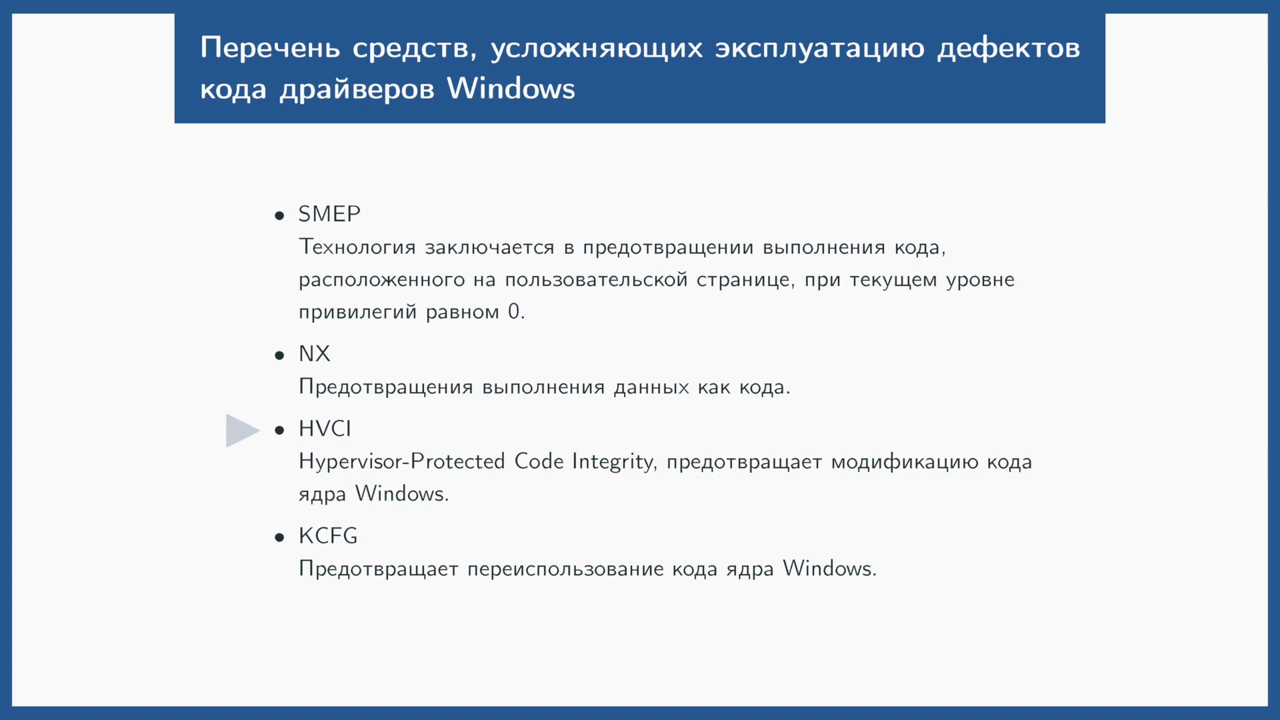 Перечень средств, усложняющих эксплуатацию дефектов
кода драйверов Windows
• SMEP
Технология заключается в предотвращении выполнения кода,
расположенного на пользовательской странице, при текущем уровне
привилегий равном 0.
• NX
Предотвращения выполнения данных как кода.
• HVCI
Hypervisor-Protected Code Integrity, предотвращает модификацию кода
ядра Windows.
• KCFG
Предотвращает переиспользование кода ядра Windows.